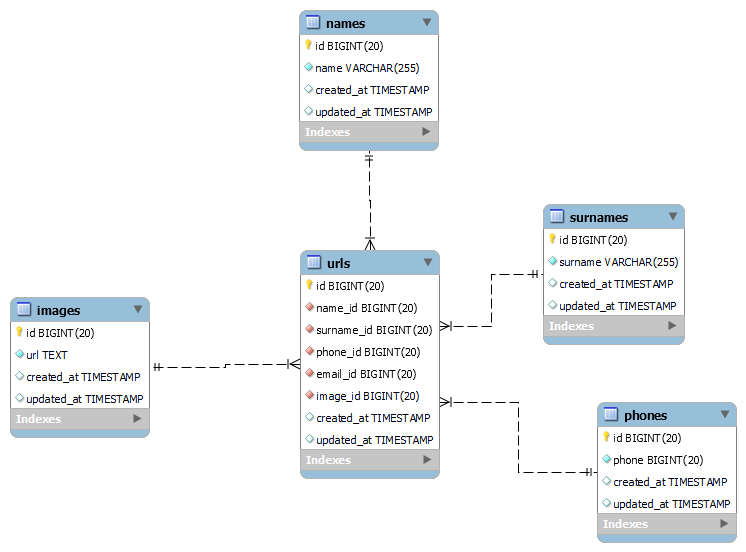 names
id BIGINT(20)
name VARCHAR(255)
created_at TIMESTAMP
updated_at TIMESTAMP
Indexes
surnames
id BIGINT(20)
surname VARCHAR(255)
created_at TIMESTAMP
updated_at TIMESTAMP
Indexes
urls
id BIGINT(20)
name_id BIGINT(20)
surname_id BIGINT(20)
phone_id BIGINT(20)
email_id BIGINT(20)
image_id BIGINT(20)
created_at TIMESTAMP
updated_at TIMESTAMP
Indexes
images
id BIGINT(20)
url TEXT
created_at TIMESTAMP
updated_at TIMESTAMP
Indexes
phones
id BIGINT(20)
phone BIGINT(20)
created_at TIMESTAMP
updated_at TIMESTAMP
Indexes